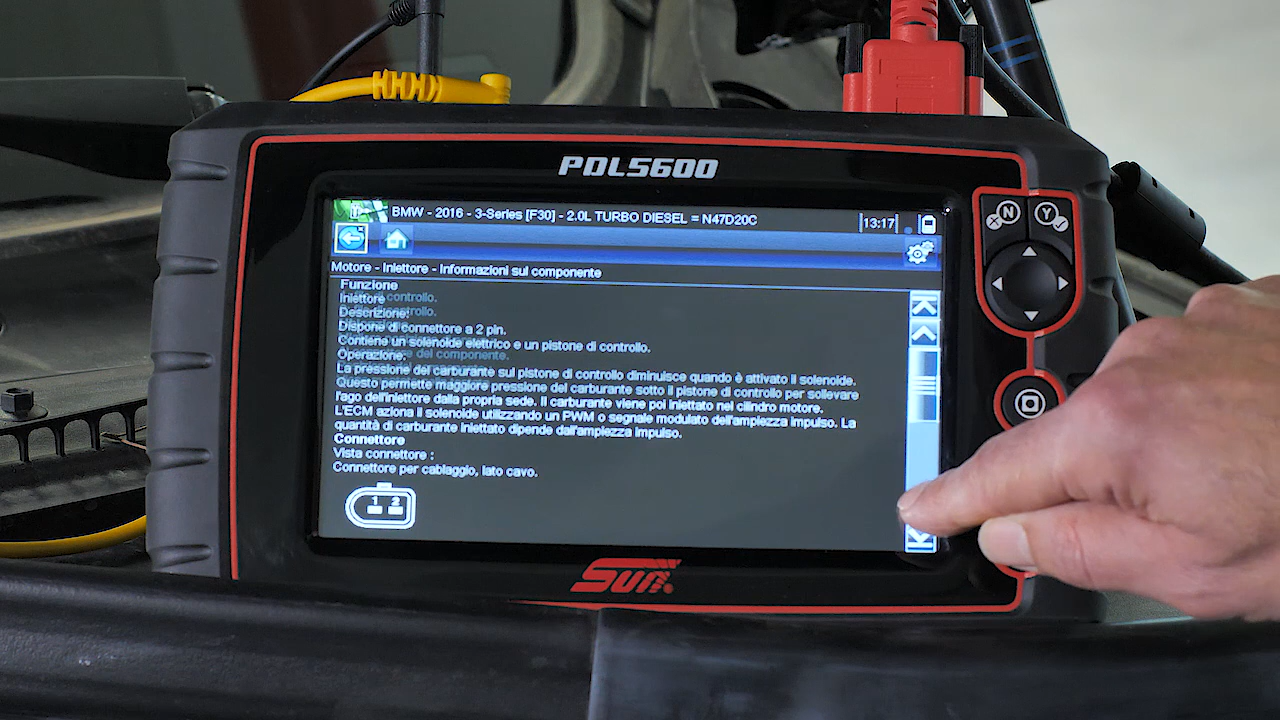 PDL5600
BMW - 2016 - 3-Series [F30] - 2.0L TURBO DIESEL = N47D20C
13:17
N
Y
Motore - Iniettore - Informazioni sul componente
Funzione
Iniettore
controllo.
Descrizione:
Dispone di connettore a 2 pin.
Contiene un solenoide elettrico e un pistone di controllo.
Operazione:
del componente.
La pressione del carburante sul pistone di controllo diminuisce quando è attivato il solenoide.
Questo permette maggiore pressione del carburante sotto il pistone di controllo per sollevare
l'ago dell'iniettore dalla propria sede. Il carburante viene poi iniettato nel cilindro motore.
L'ECM aziona il solenoide utilizzando un PWM o segnale modulato dell'ampiezza impulso. La
quantità di carburante iniettato dipende dall'ampiezza impulso.
Connettore
Vista connettore :
Connettore per cablaggio, lato cavo.
1 2
Sun